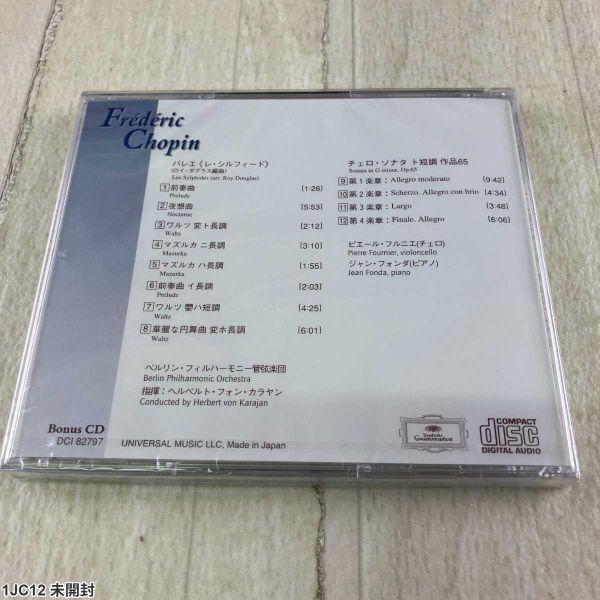 Frédéric
Chopin
バレエ《レ・シルフィード》
(ロイ・ダグラス編曲)
Les Sylphides (arr. Roy Douglas)
1 前奏曲 [1:26]
Prelude
2 夜想曲 [5:53]
Nocturne
3 ワルツ 変ト長調 [2:12]
Waltz
4 マズルカ ニ長調 [3:10]
Mazurka
5 マズルカ ハ長調 [1:55]
Mazurka
6 前奏曲 イ長調 [2:03]
Prelude
7 ワルツ 嬰ハ短調 [4:25]
Waltz
8 華麗な円舞曲 変ホ長調 [6:01]
Waltz
ベルリン・フィルハーモニー管弦楽団
Berlin Philharmonic Orchestra
指揮：ヘルベルト・フォン・カラヤン
Conducted by Herbert von Karajan
チェロ・ソナタ ト短調 作品65
Sonata in G minor, Op.65
9 第1楽章：Allegro moderato [9:42]
10 第2楽章：Scherzo. Allegro con brio [4:34]
11 第3楽章：Largo [3:48]
12 第4楽章：Finale. Allegro [6:06]
ピエール・フルニエ(チェロ)
Pierre Fournier, violoncello
ジャン・フォンダ(ピアノ)
Jean Fonda, piano
Bonus CD
DCI 82797
UNIVERSAL MUSIC LLC, Made in Japan
Deutsche
Grammophon
COMPACT
disc
DIGITAL AUDIO
1JC12 未開封